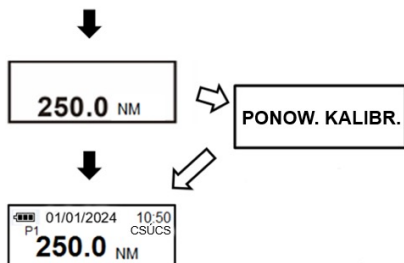 250.0 NM
PONOW. KALIBR.
01/01/2024 10:50
P1 CSÚCS
250.0 NM